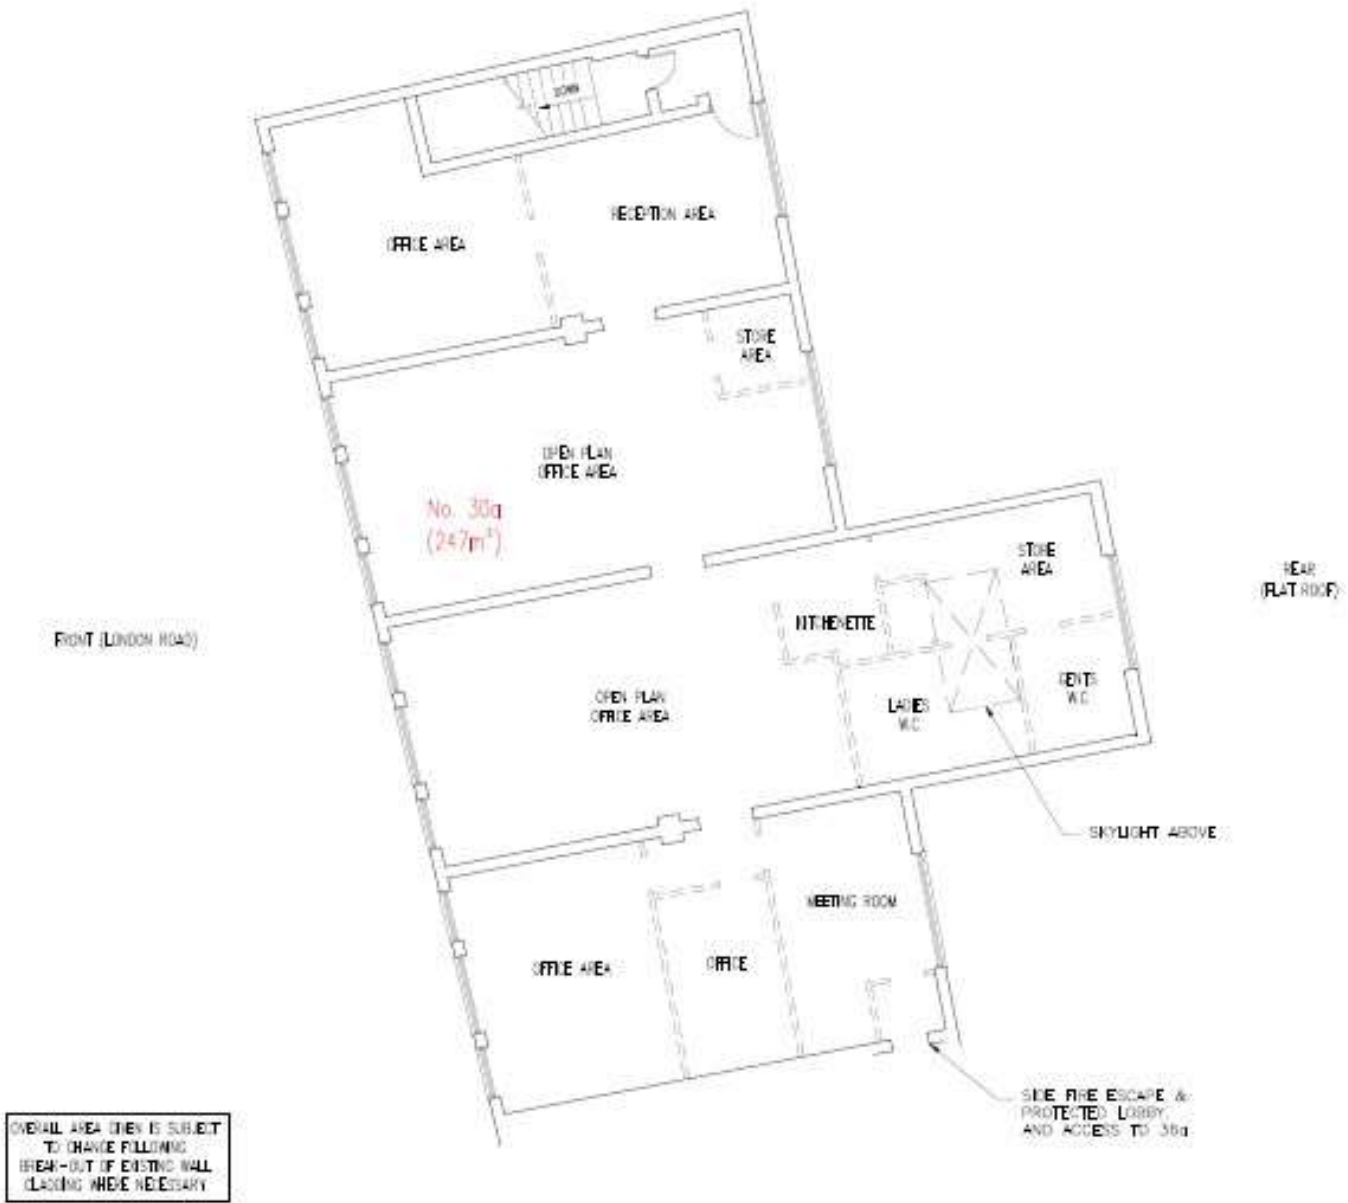 DOWN
RECEPTION AREA
OFFICE AREA
STORE
AREA
OPEN PLAN
OFFICE AREA
No. 30a
(247m²)
STORE
AREA
REAR
(FLAT ROOF)
KITCHENETTE
FRONT (LONDON ROAD)
GENTS
W.C
LADIES
W.C
OPEN PLAN
OFFICE AREA
SKYLIGHT ABOVE
MEETING ROOM
OFFICE AREA
OFFICE
SIDE FIRE ESCAPE &
PROTECTED LOBBY,
AND ACCESS TO 36a
OVERALL AREA GIVEN IS SUBJECT
TO CHANGE FOLLOWING
BREAK-OUT OF EXISTING WALL
CLADDING WHERE NECESSARY